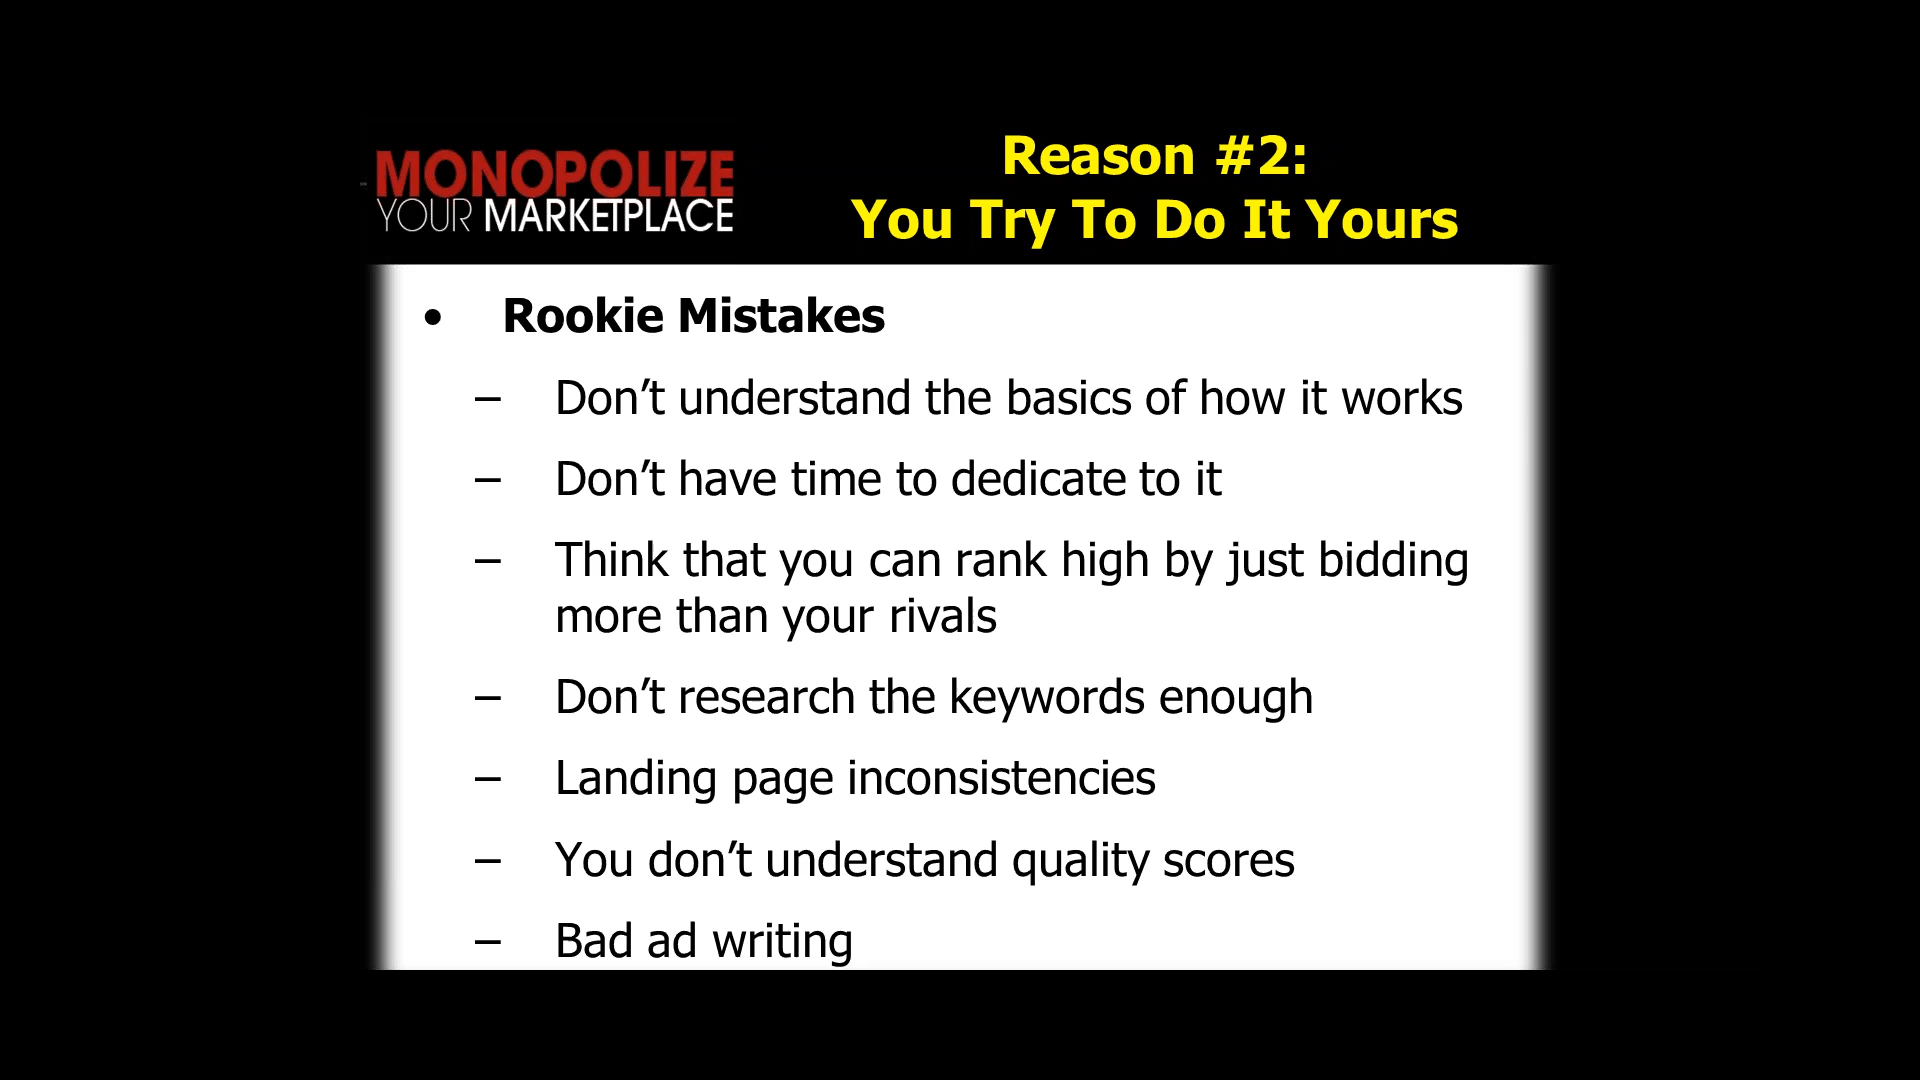 MONOPOLIZE
YOUR MARKETPLACE
Reason #2:
You Try To Do It Yours
• Rookie Mistakes
– Don’t understand the basics of how it works
– Don’t have time to dedicate to it
– Think that you can rank high by just bidding
more than your rivals
– Don’t research the keywords enough
– Landing page inconsistencies
– You don’t understand quality scores
– Bad ad writing